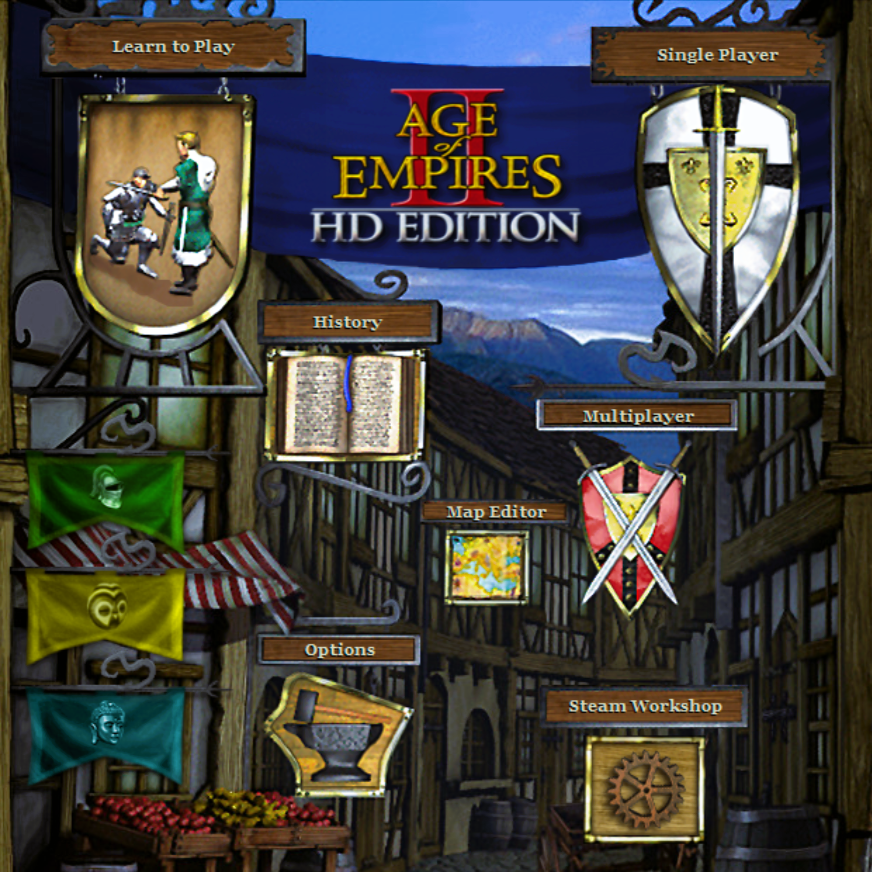 Learn to Play
Single Player
II
AGE
of
EMPIRES
HD EDITION
History
Multiplayer
Map Editor
Options
Steam Workshop